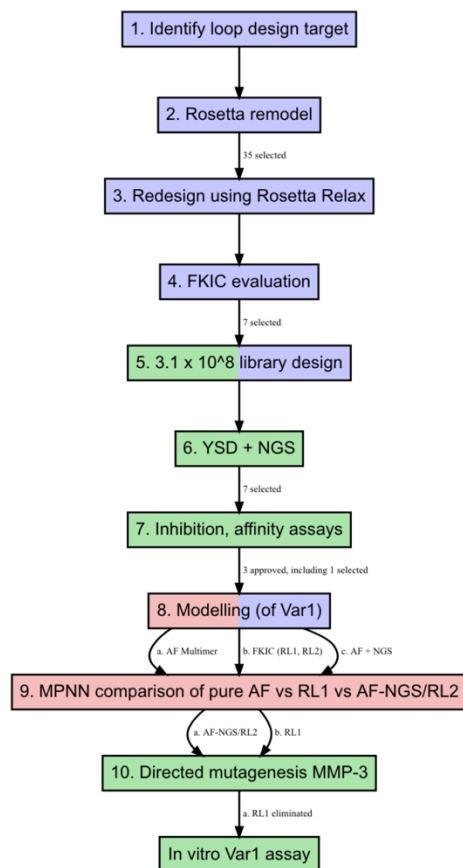 1. Identify loop design target
2. Rosetta remodel
35 selected
3. Redesign using Rosetta Relax
4. FKIC evaluation
7 selected
5. 3.1 x 10^8 library design
6. YSD + NGS
7 selected
7. Inhibition, affinity assays
3 approved, including 1 selected
8. Modelling (of Var1)
a. AF Multimer
b. FKIC (RL1, RL2)
c. AF + NGS
9. MPNN comparison of pure AF vs RL1 vs AF-NGS/RL2
a. AF-NGS/RL2
b. RL1
10. Directed mutagenesis MMP-3
a. RL1 eliminated
In vitro Var1 assay